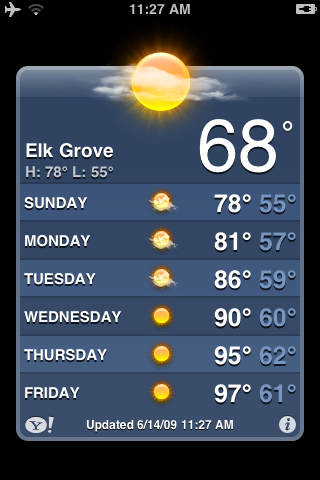 11:27 AM
68°
Elk Grove
H: 78° L: 55°
SUNDAY 78° 55°
MONDAY 81° 57°
TUESDAY 86° 59°
WEDNESDAY 90° 60°
THURSDAY 95° 62°
FRIDAY 97° 61°
Y! Updated 6/14/09 11:27 AM i